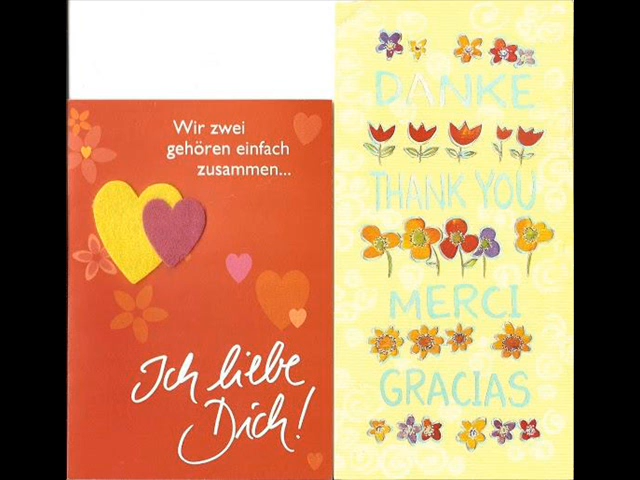 Wir zwei
gehören einfach
zusammen...
Ich liebe
Dich!
DANKE
THANK YOU
MERCI
GRACIAS